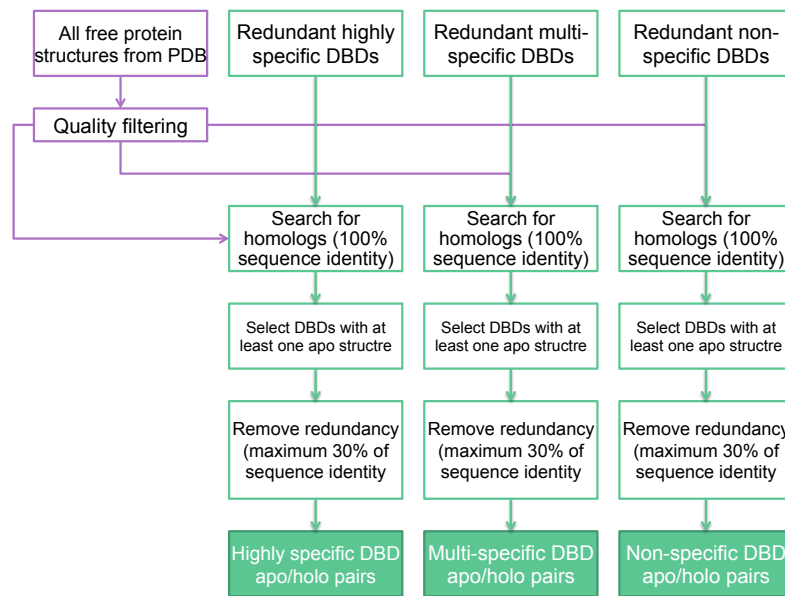 All free protein
structures from PDB
Redundant highly
specific DBDs
Redundant multi-
specific DBDs
Redundant non-
specific DBDs
Quality filtering
Search for
homologs (100%
sequence identity)
Search for
homologs (100%
sequence identity)
Search for
homologs (100%
sequence identity)
Select DBDs with at
least one apo structre
Select DBDs with at
least one apo structre
Select DBDs with at
least one apo structre
Remove redundancy
(maximum 30% of
sequence identity
Remove redundancy
(maximum 30% of
sequence identity
Remove redundancy
(maximum 30% of
sequence identity
Highly specific DBD
apo/holo pairs
Multi-specific DBD
apo/holo pairs
Non-specific DBD
apo/holo pairs